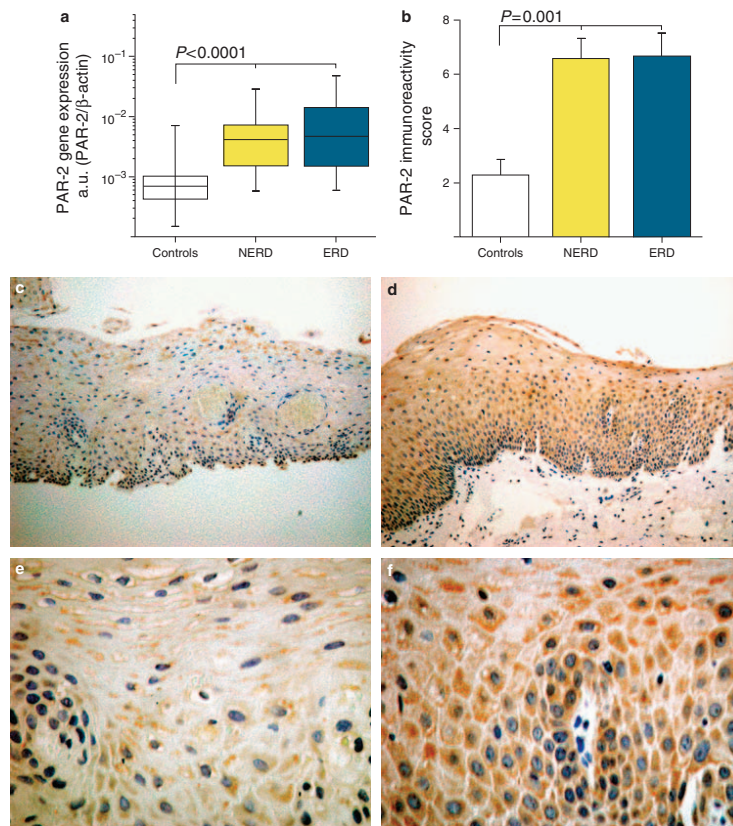 a
PAR-2 gene expression
a.u. (PAR-2/β-actin)
10⁻¹
10⁻²
10⁻³
P<0.0001
Controls
NERD
ERD
b
PAR-2 immunoreactivity
score
8
6
4
2
P=0.001
Controls
NERD
ERD
c
d
e
f